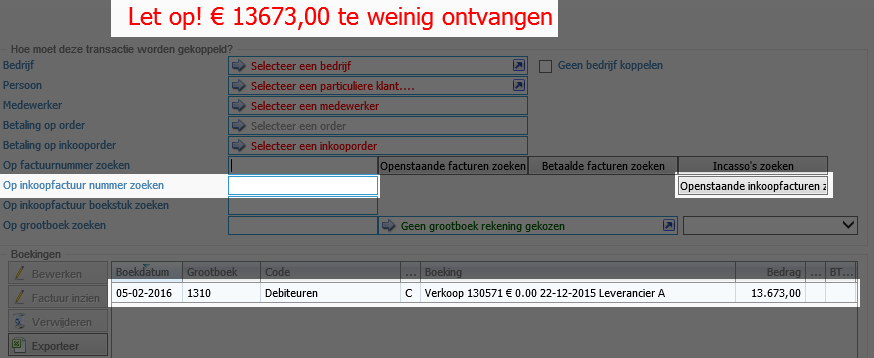 Let op! € 13673,00 te weinig ontvangen
Hoe moet deze transactie worden gekoppeld?
Bedrijf Selecteer een bedrijf Geen bedrijf koppelen
Persoon Selecteer een particuliere klant....
Medewerker Selecteer een medewerker
Betaling op order Selecteer een order
Betaling op inkooporder Selecteer een inkooporder
Op factuurnummer zoeken Openstaande facturen zoeken Betaalde facturen zoeken Incasso's zoeken
Op inkoopfactuur nummer zoeken Openstaande inkoopfacturen z
Op inkoopfactuur boekstuk zoeken
Op grootboek zoeken Geen grootboek rekening gekozen
Boekingen
Bewerken Boekdatum Grootboek Code ... Boeking Bedrag ... BT...
05-02-2016 1310 Debiteuren C Verkoop 130571 € 0.00 22-12-2015 Leverancier A 13.673,00
Factuur inzien
Verwijderen
Exporteer